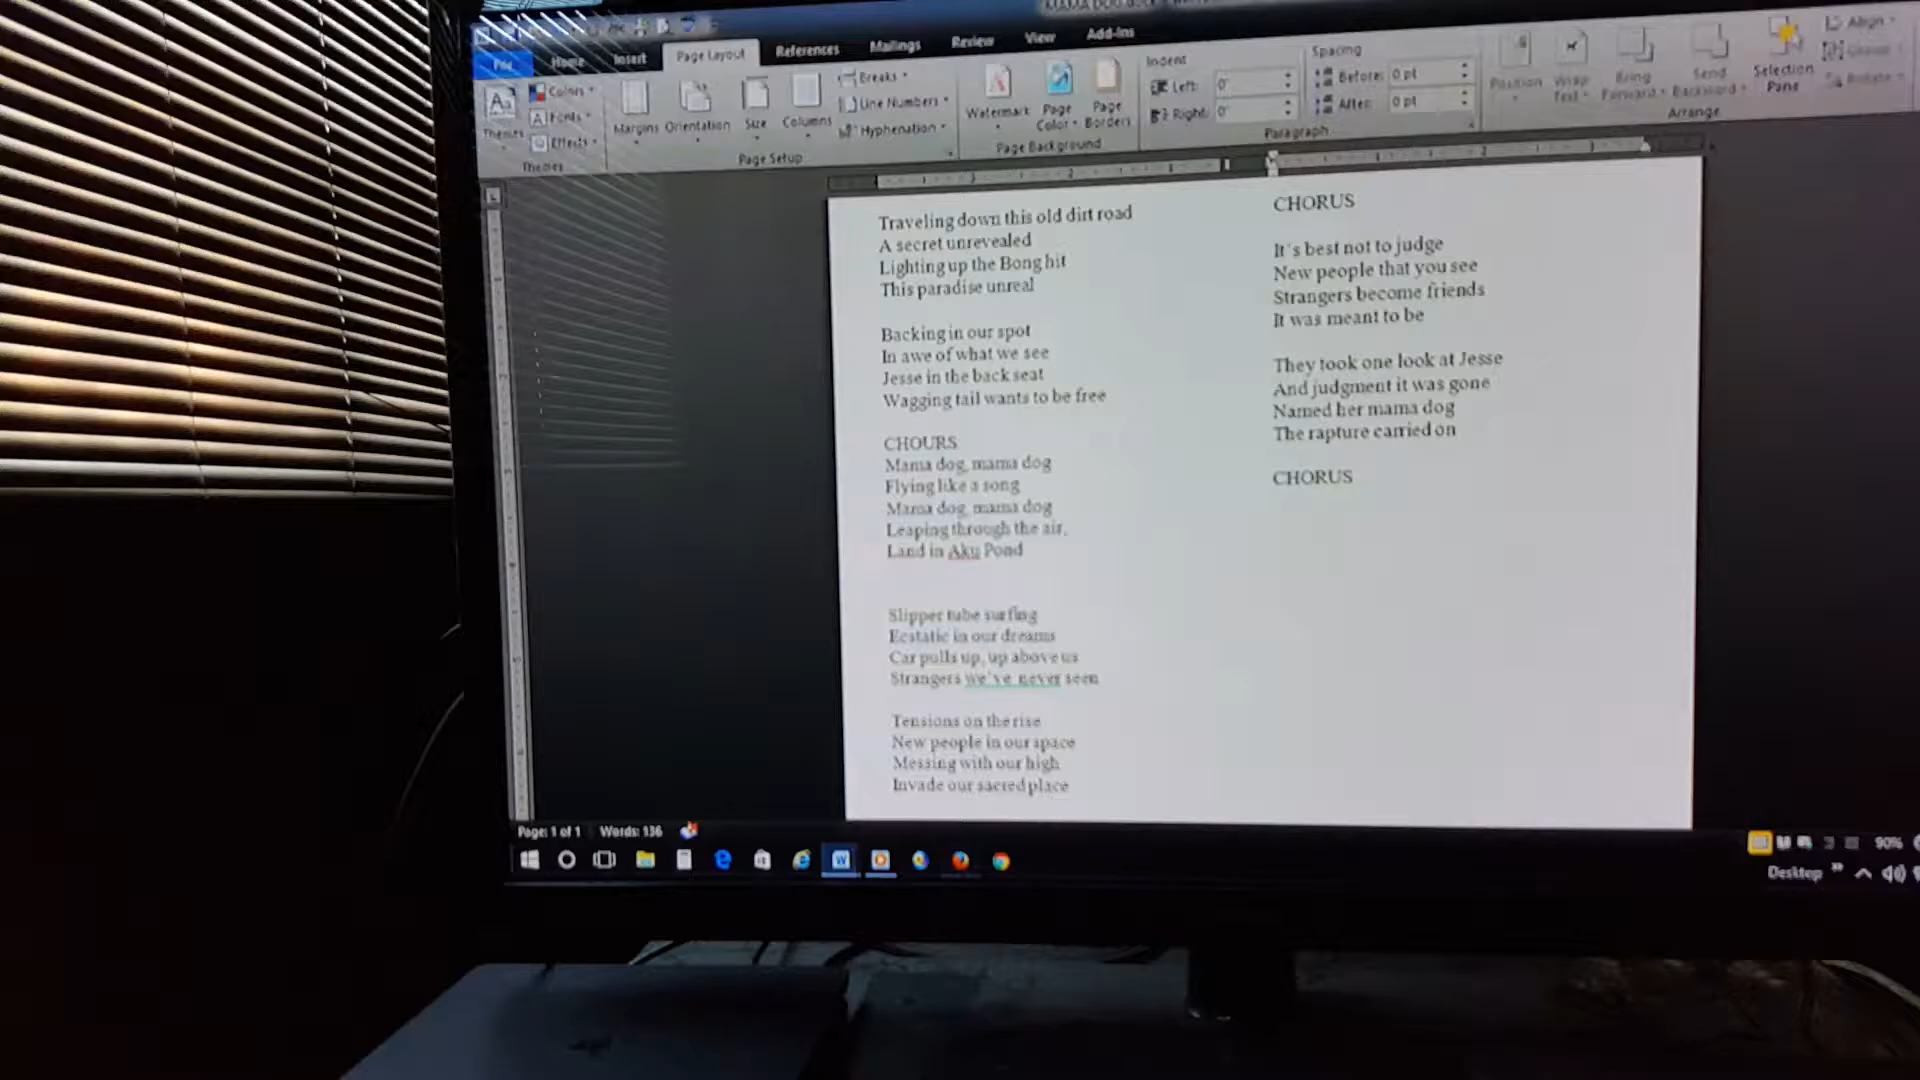 MAMA DOG.docx
File
Home
Insert
Page Layout
References
Mailings
Review
View
Add-Ins
Themes
Colors
Fonts
Effects
Themes
Margins
Orientation
Size
Columns
Breaks
Line Numbers
Hyphenation
Page Setup
Watermark
Page Color
Page Borders
Page Background
Indent
Left: 0"
Right: 0"
Spacing
Before: 0 pt
After: 0 pt
Paragraph
Position
Wrap Text
Bring Forward
Send Backward
Selection Pane
Align
Rotate
Arrange
Traveling down this old dirt road
A secret unrevealed
Lighting up the Bong hit
This paradise unreal
Backing in our spot
In awe of what we see
Jesse in the back seat
Wagging tail wants to be free
CHOURS
Mama dog, mama dog
Flying like a song
Mama dog, mama dog
Leaping through the air,
Land in Aku Pond
Slipper tube surfing
Ecstatic in our dreams
Car pulls up, up above us
Strangers we've never seen
Tensions on the rise
New people in our space
Messing with our high
Invade our sacred place
CHORUS
It's best not to judge
New people that you see
Strangers become friends
It was meant to be
They took one look at Jesse
And judgment it was gone
Named her mama dog
The rapture carried on
CHORUS
Page: 1 of 1
Words: 136
90%
Desktop